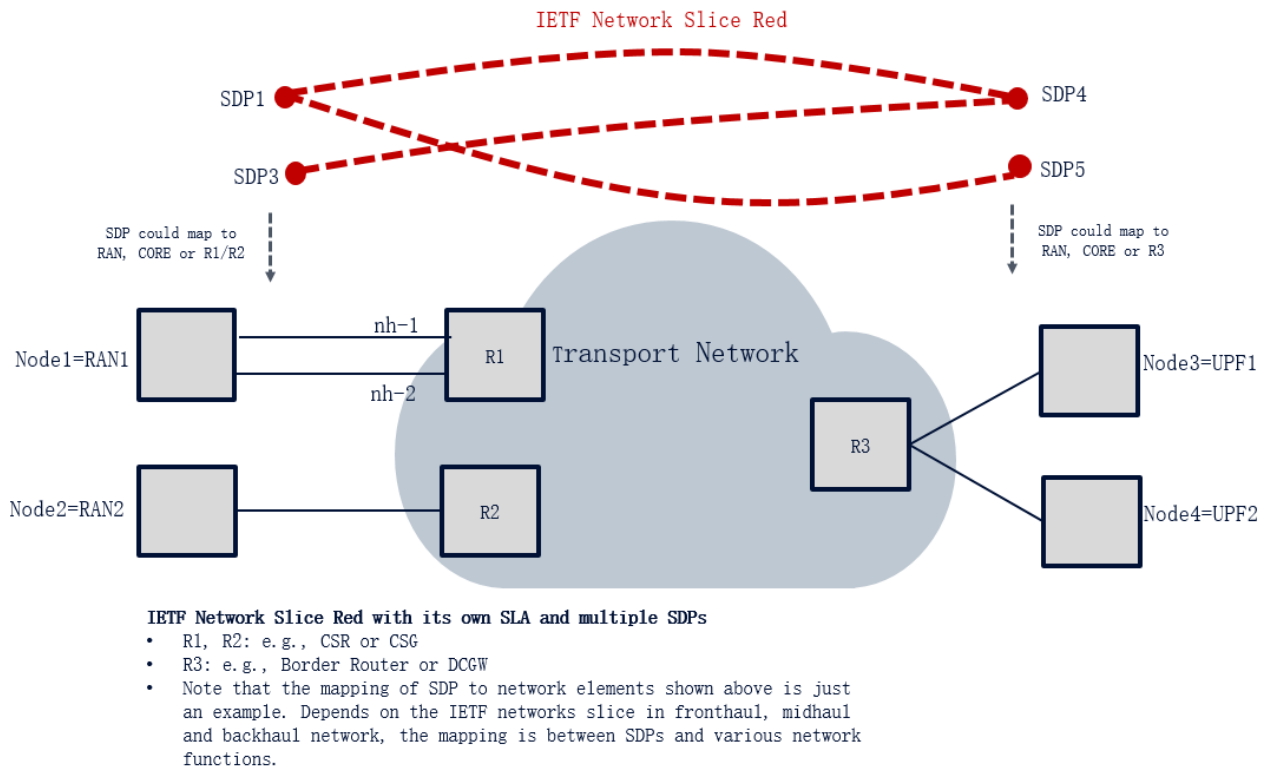 IETF Network Slice Red
SDP1
SDP4
SDP3
SDP5
SDP could map to
RAN, CORE or R1/R2
SDP could map to
RAN, CORE or R3
nh-1
Node1=RAN1
R1
Transport Network
Node3=UPF1
nh-2
R3
Node2=RAN2
R2
Node4=UPF2
IETF Network Slice Red with its own SLA and multiple SDPs
• R1, R2: e.g., CSR or CSG
• R3: e.g., Border Router or DCGW
• Note that the mapping of SDP to network elements shown above is just
an example. Depends on the IETF networks slice in fronthaul, midhaul
and backhaul network, the mapping is between SDPs and various network
functions.